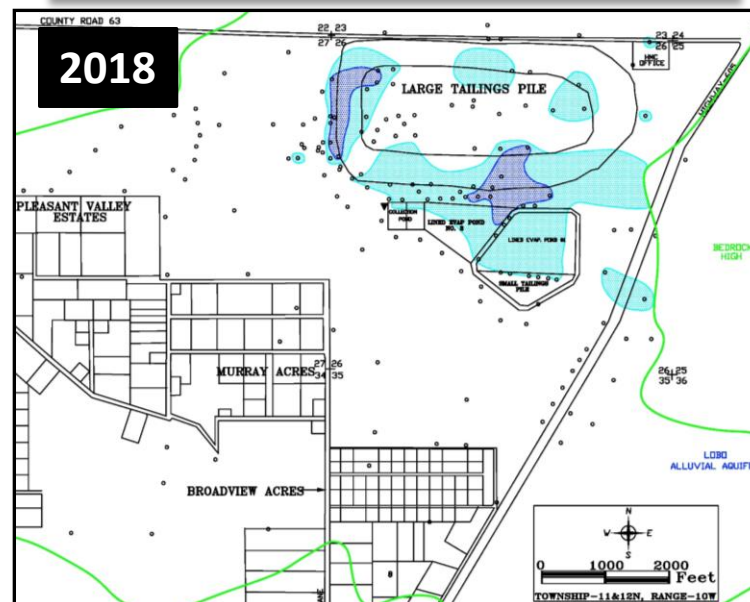 COUNTY ROAD 63
2018
22 23
27 26
23 24
26 25
HMC
OFFICE
HIGHWAY-605
LARGE TAILINGS PILE
PLEASANT VALLEY
ESTATES
COLLECTION
POND
LINED EVAP POND
NO. 2
LINED EVAP. POND #1
SMALL TAILINGS
PILE
BEDROCK
HIGH
MURRAY ACRES
27 26
34 35
26 25
35 36
LOBO
ALLUVIAL AQUIF
BROADVIEW ACRES
N
W E
S
0 1000 2000
Feet
TOWNSHIP-11&12N, RANGE-10W